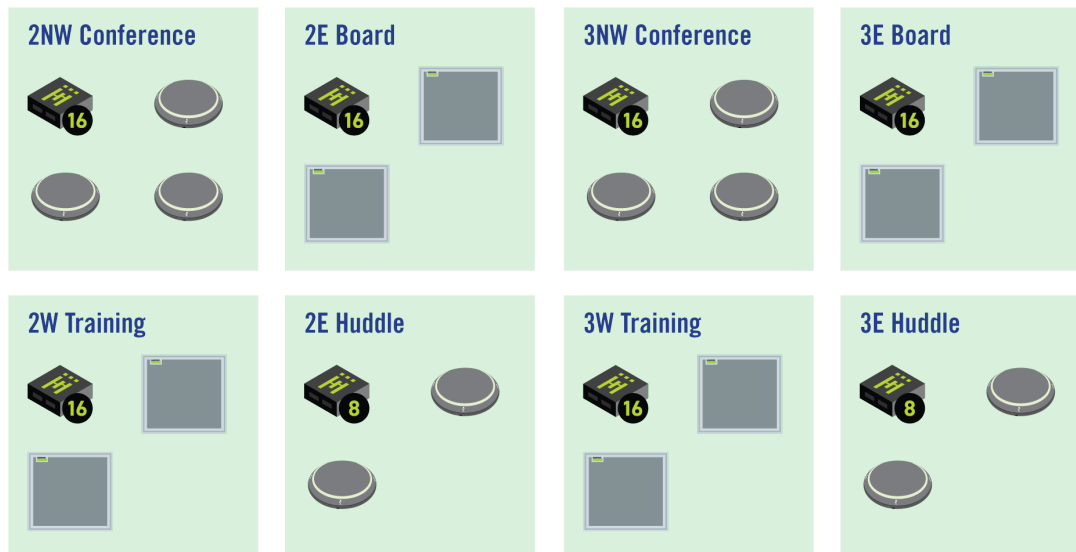 2NW Conference
2E Board
3NW Conference
3E Board
16
16
16
16
2W Training
2E Huddle
3W Training
3E Huddle
16
8
16
8